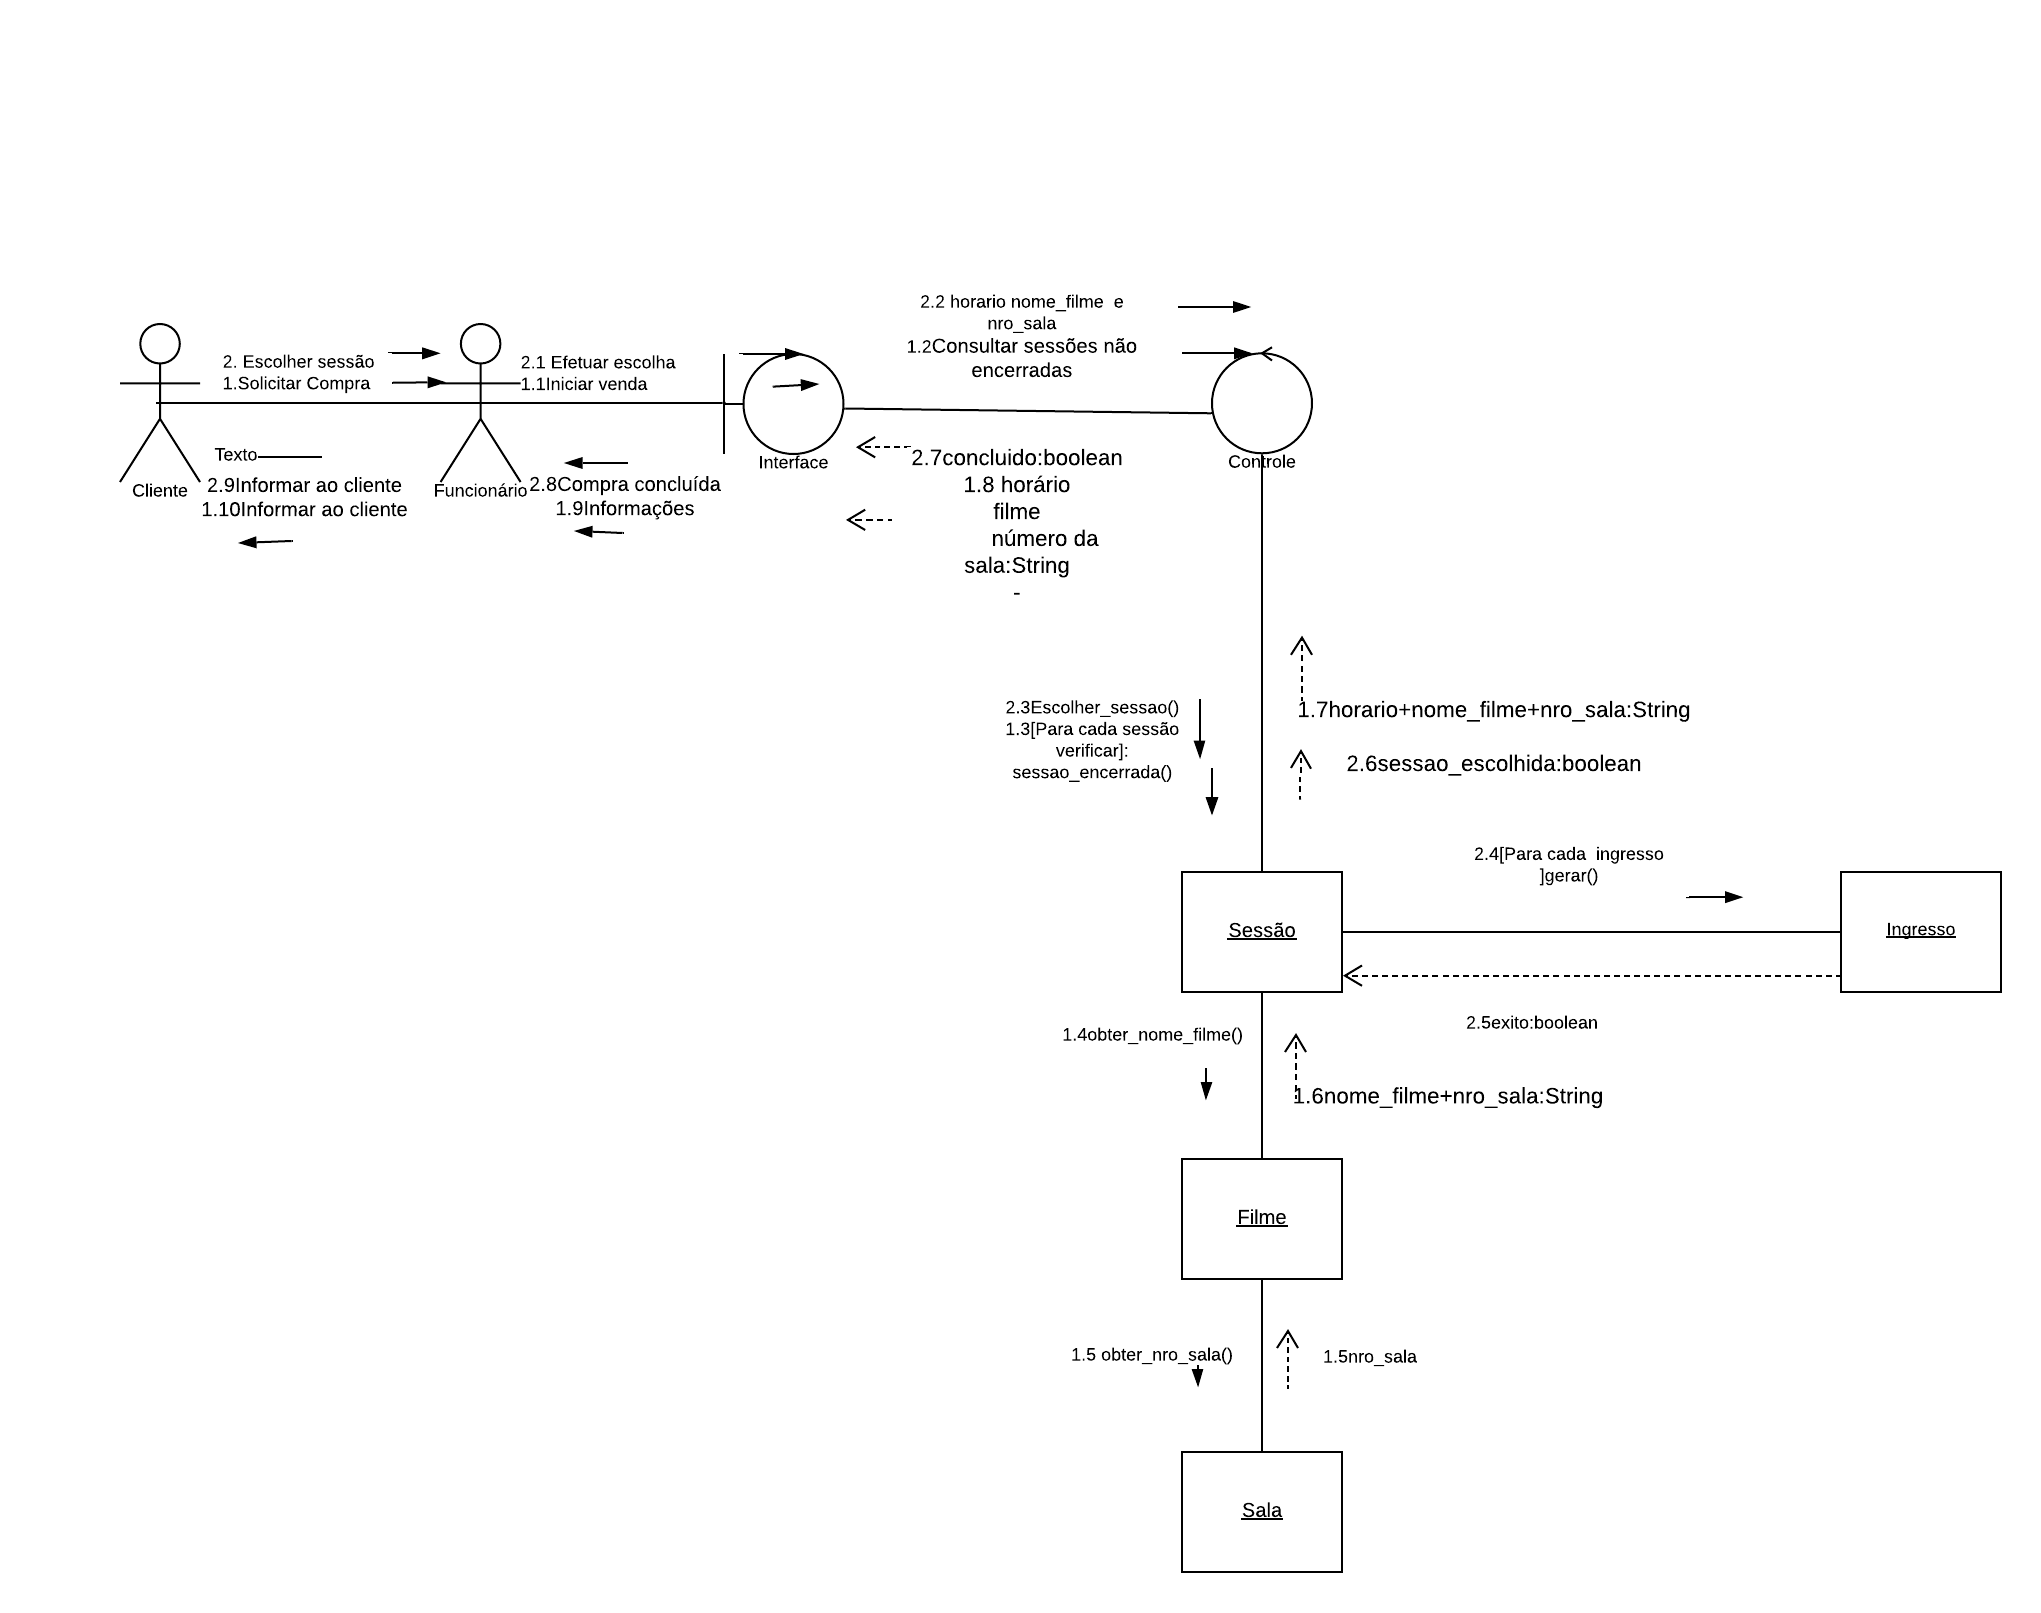 2.2 horario nome_filme e
nro_sala
1.2Consultar sessões não
encerradas
2. Escolher sessão
1.Solicitar Compra
2.1 Efetuar escolha
1.1Iniciar venda
Texto
2.9Informar ao cliente
1.10Informar ao cliente
Cliente
Funcionário
2.8Compra concluída
1.9Informações
Interface
2.7concluido:boolean
1.8 horário
filme
número da
sala:String
-
Controle
2.3Escolher_sessao()
1.3[Para cada sessão
verificar]:
sessao_encerrada()
1.7horario+nome_filme+nro_sala:String
2.6sessao_escolhida:boolean
2.4[Para cada ingresso
]gerar()
Sessão
Ingresso
2.5exito:boolean
1.4obter_nome_filme()
1.6nome_filme+nro_sala:String
Filme
1.5 obter_nro_sala()
1.5nro_sala
Sala